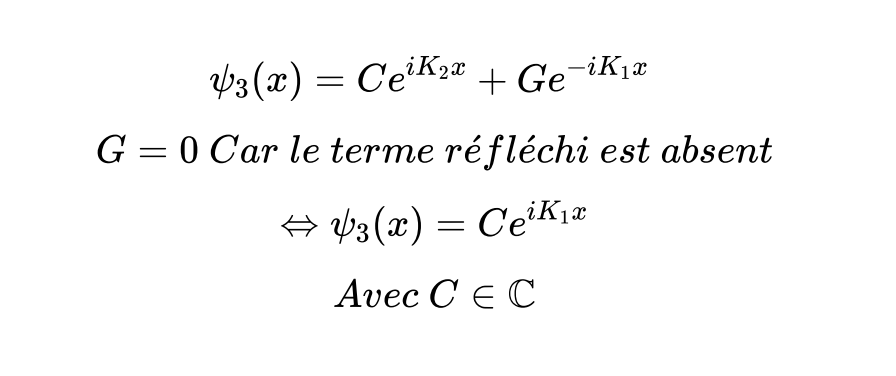 ψ₃(x) = Ce^{iK₂x} + Ge^{−iK₁x}
G = 0 Car le terme réfléchi est absent
⇔ ψ₃(x) = Ce^{iK₁x}
Avec C ∈ ℂ